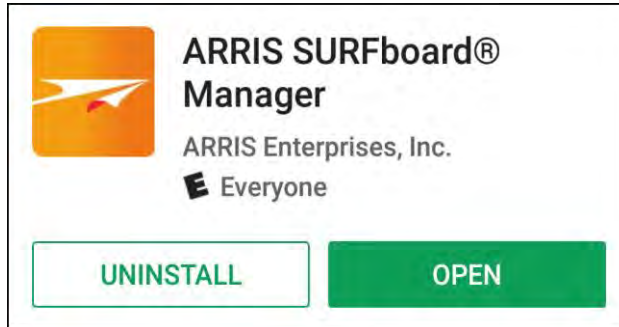 ARRIS SURFboard®
Manager
ARRIS Enterprises, Inc.
E Everyone
UNINSTALL
OPEN